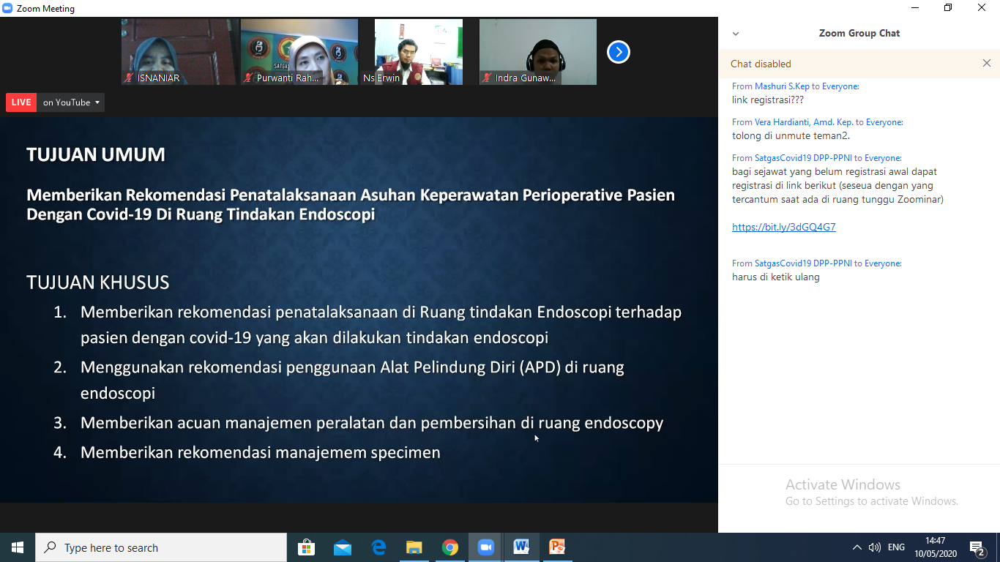 Zoom Meeting
ISNANIAR
Purwanti Rah...
Ns Erwin
Indra Gunaw...
LIVE
on YouTube
TUJUAN UMUM
Memberikan Rekomendasi Penatalaksanaan Asuhan Keperawatan Perioperative Pasien
Dengan Covid-19 Di Ruang Tindakan Endoscopi
TUJUAN KHUSUS
1. Memberikan rekomendasi penatalaksanaan di Ruang tindakan Endoscopi terhadap
pasien dengan covid-19 yang akan dilakukan tindakan endoscopi
2. Menggunakan rekomendasi penggunaan Alat Pelindung Diri (APD) di ruang
endoscopi
3. Memberikan acuan manajemen peralatan dan pembersihan di ruang endoscopy
4. Memberikan rekomendasi manajemem specimen
Zoom Group Chat
Chat disabled
From Mashuri S.Kep to Everyone:
link registrasi???
From Vera Hardianti, Amd. Kep. to Everyone:
tolong di unmute teman2.
From SatgasCovid19 DPP-PPNI to Everyone:
bagi sejawat yang belum registrasi awal dapat
registrasi di link berikut (seseua dengan yang
tercantum saat ada di ruang tunggu Zoominar)
https://bit.ly/3dGQ4G7
From SatgasCovid19 DPP-PPNI to Everyone:
harus di ketik ulang
Activate Windows
Go to Settings to activate Windows.
Type here to search
ENG
14:47
10/05/2020
2